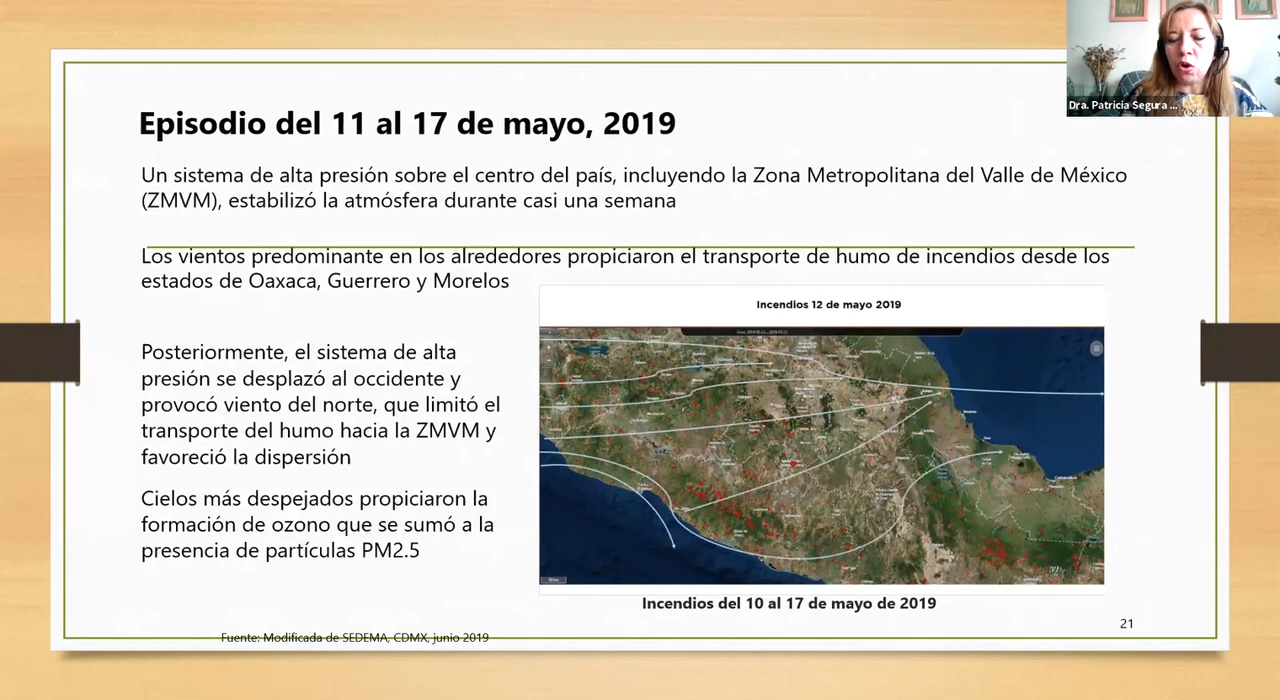 Dra. Patricia Segura ...
Episodio del 11 al 17 de mayo, 2019
Un sistema de alta presión sobre el centro del país, incluyendo la Zona Metropolitana del Valle de México
(ZMVM), estabilizó la atmósfera durante casi una semana
Los vientos predominante en los alrededores propiciaron el transporte de humo de incendios desde los
estados de Oaxaca, Guerrero y Morelos
Posteriormente, el sistema de alta
presión se desplazó al occidente y
provocó viento del norte, que limitó el
transporte del humo hacia la ZMVM y
favoreció la dispersión
Cielos más despejados propiciaron la
formación de ozono que se sumó a la
presencia de partículas PM2.5
Incendios 12 de mayo 2019
Incendios del 10 al 17 de mayo de 2019
21
Fuente: Modificada de SEDEMA, CDMX, junio 2019